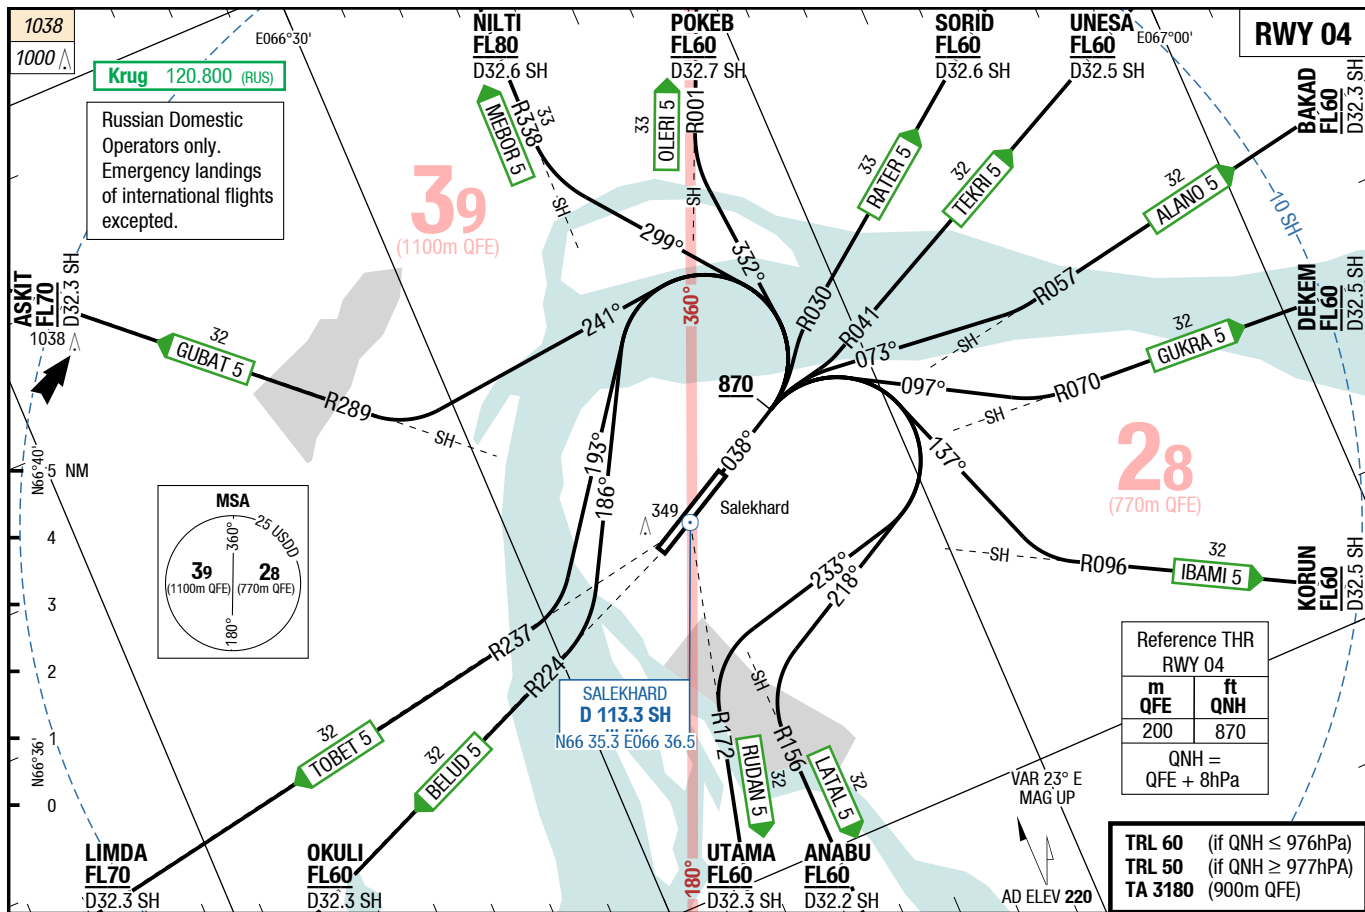 1038
1000
E066°30'
NILTI
FL80
D32.6 SH
POKEB
FL60
D32.7 SH
SORID
FL60
D32.6 SH
UNESA
FL60
D32.5 SH
E067°00'
RWY 04
Krug 120.800 (RUS)
Russian Domestic
Operators only.
Emergency landings
of international flights
excepted.
BAKAD
FL60
D32.3 SH
33
R338
MEBOR 5
33
OLERI 5
R001
33
RATER 5
32
TEKRI 5
32
ALANO 5
10 SH
39
(1100m QFE)
SH
SH
299°
332°
360°
R030
R041
R057
ASKIT
FL70
D32.3 SH
1038
DEKEM
FL60
D32.5 SH
32
GUBAT 5
241°
073°
SH
32
GUKRA 5
870
097°
R070
R289
SH
SH
193°
186°
038°
137°
28
(770m QFE)
N66°40'
5 NM
4
3
2
1
0
N66°36'
MSA
25 USDD
360°
39
(1100m QFE)
28
(770m QFE)
180°
349
Salekhard
SH
R096
32
IBAMI 5
KORUN
FL60
D32.5 SH
233°
218°
R237
R224
SALEKHARD
D 113.3 SH
N66 35.3 E066 36.5
SH
R172
R156
32
TOBET 5
32
BELUD 5
RUDAN 5
32
LATAL 5
32
Reference THR
RWY 04
m ft
QFE QNH
200 870
QNH =
QFE + 8hPa
VAR 23° E
MAG UP
AD ELEV 220
LIMDA
FL70
D32.3 SH
OKULI
FL60
D32.3 SH
180°
UTAMA
FL60
D32.3 SH
ANABU
FL60
D32.2 SH
TRL 60 (if QNH ≤ 976hPa)
TRL 50 (if QNH ≥ 977hPA)
TA 3180 (900m QFE)